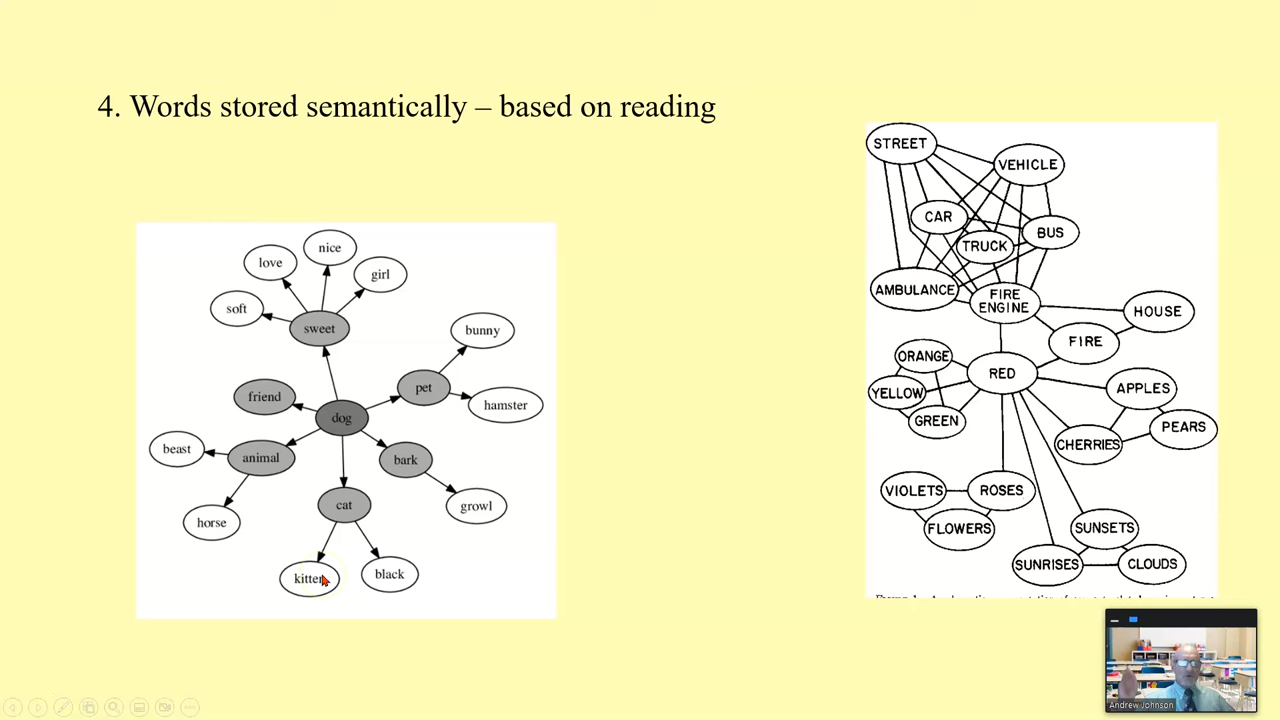 4. Words stored semantically – based on reading
nice
love
girl
soft
sweet
bunny
pet
friend
hamster
dog
beast
animal
bark
cat
growl
horse
kitten
black
STREET
VEHICLE
CAR
BUS
TRUCK
AMBULANCE
FIRE
ENGINE
HOUSE
FIRE
ORANGE
RED
YELLOW
APPLES
GREEN
PEARS
CHERRIES
VIOLETS
ROSES
FLOWERS
SUNSETS
SUNRISES
CLOUDS
Andrew Johnson